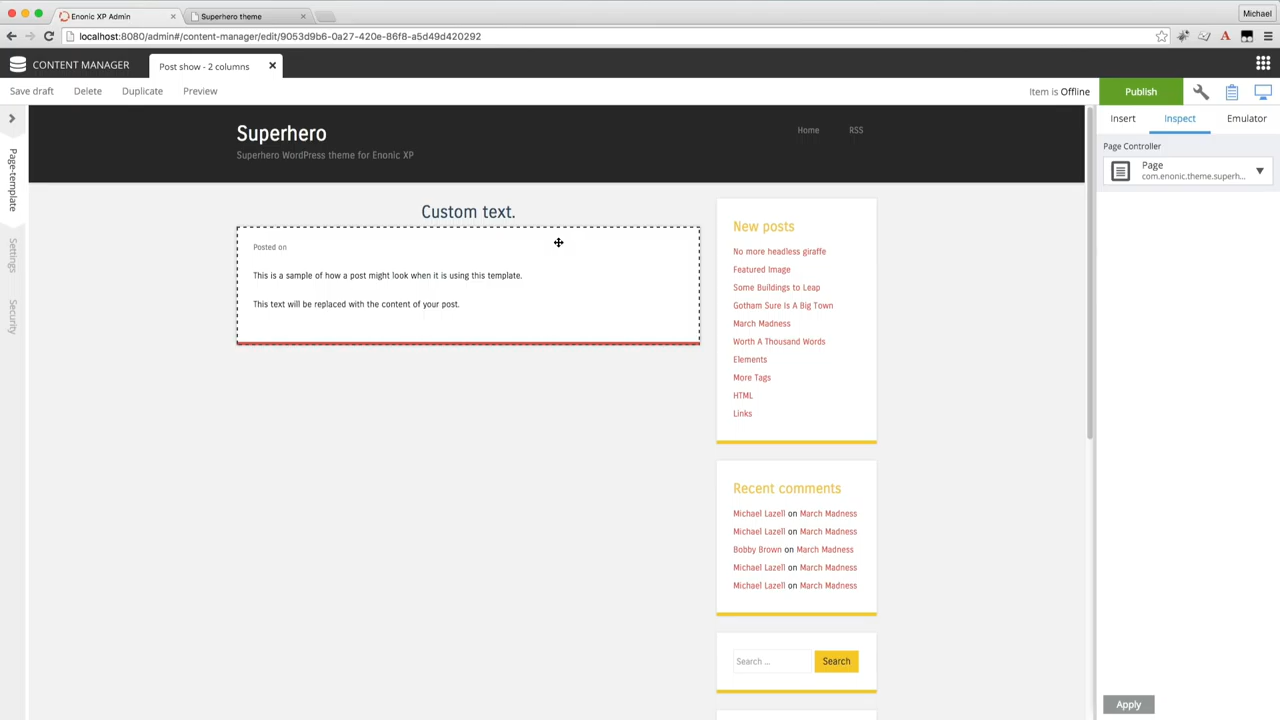 Enonic XP Admin
Superhero theme
Michael
localhost:8080/admin#/content-manager/edit/9053d9b6-0a27-420e-86f8-a5d49d420292
CONTENT MANAGER
Post show - 2 columns
Save draft
Delete
Duplicate
Preview
Item is Offline
Publish
Page-template
Settings
Security
Superhero
Superhero WordPress theme for Enonic XP
Home
RSS
Custom text.
Posted on
This is a sample of how a post might look when it is using this template.
This text will be replaced with the content of your post.
New posts
No more headless giraffe
Featured Image
Some Buildings to Leap
Gotham Sure Is A Big Town
March Madness
Worth A Thousand Words
Elements
More Tags
HTML
Links
Recent comments
Michael Lazell on March Madness
Michael Lazell on March Madness
Bobby Brown on March Madness
Michael Lazell on March Madness
Michael Lazell on March Madness
Search ...
Search
Insert
Inspect
Emulator
Page Controller
Page
com.enonic.theme.superh...
Apply